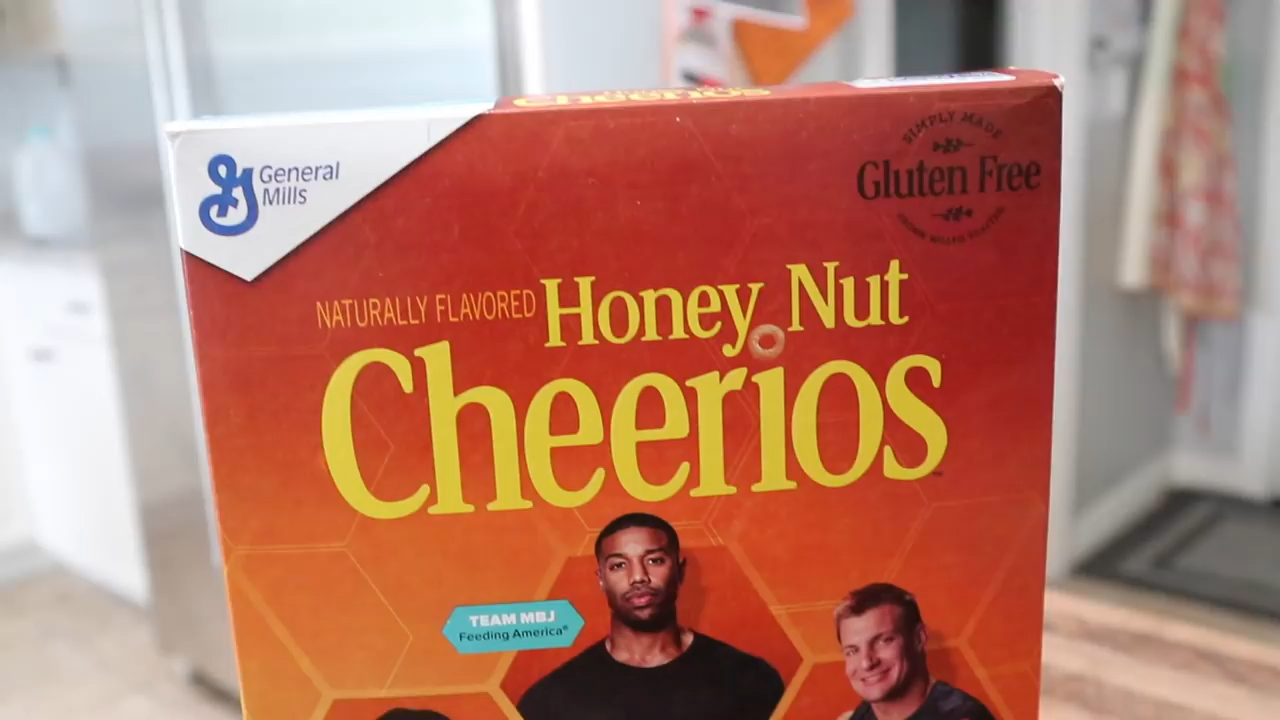 Cheerios
General
Mills
SIMPLY MADE
Gluten Free
NATURALLY FLAVORED Honey Nut
Cheerios
TEAM MBJ
Feeding America®